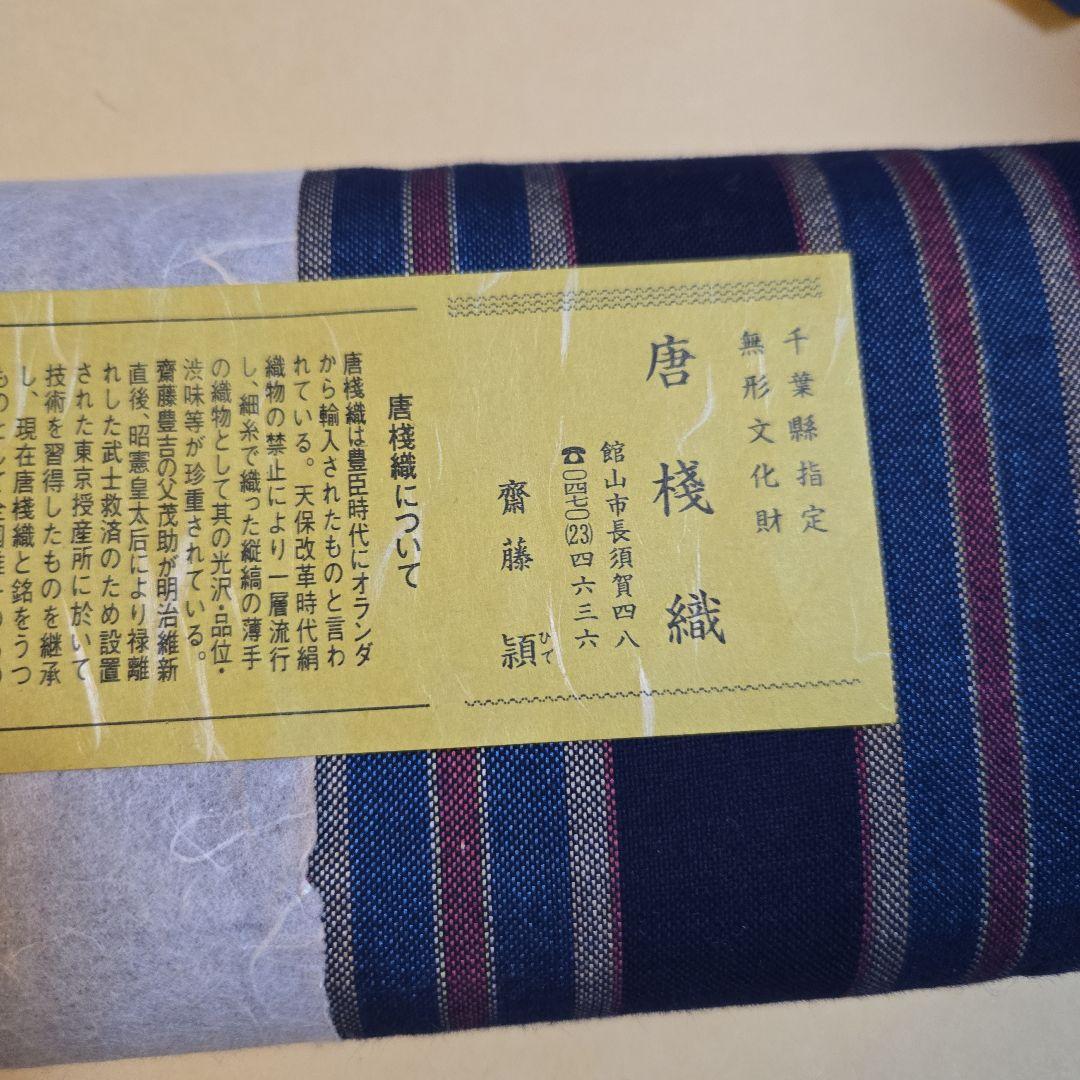 千葉縣指定
無形文化財
唐棧織
館山市長須賀四八
☎〇四七〇(23)四六三六
齋藤頴
ひで
唐棧織について
唐棧織は豊臣時代にオランダ
から輸入されたものと言わ
れている。天保改革時代絹
織物の禁止により一層流行
し、細糸で織った縦縞の薄手
の織物として其の光沢・品位・
渋味等が珍重されている。
齋藤豊吉の父茂助が明治維新
直後、昭憲皇太后により禄離
れした武士救済のため設置
された東京授産所に於いて
技術を習得したものを継承
し、現在唐棧織と銘をうつ